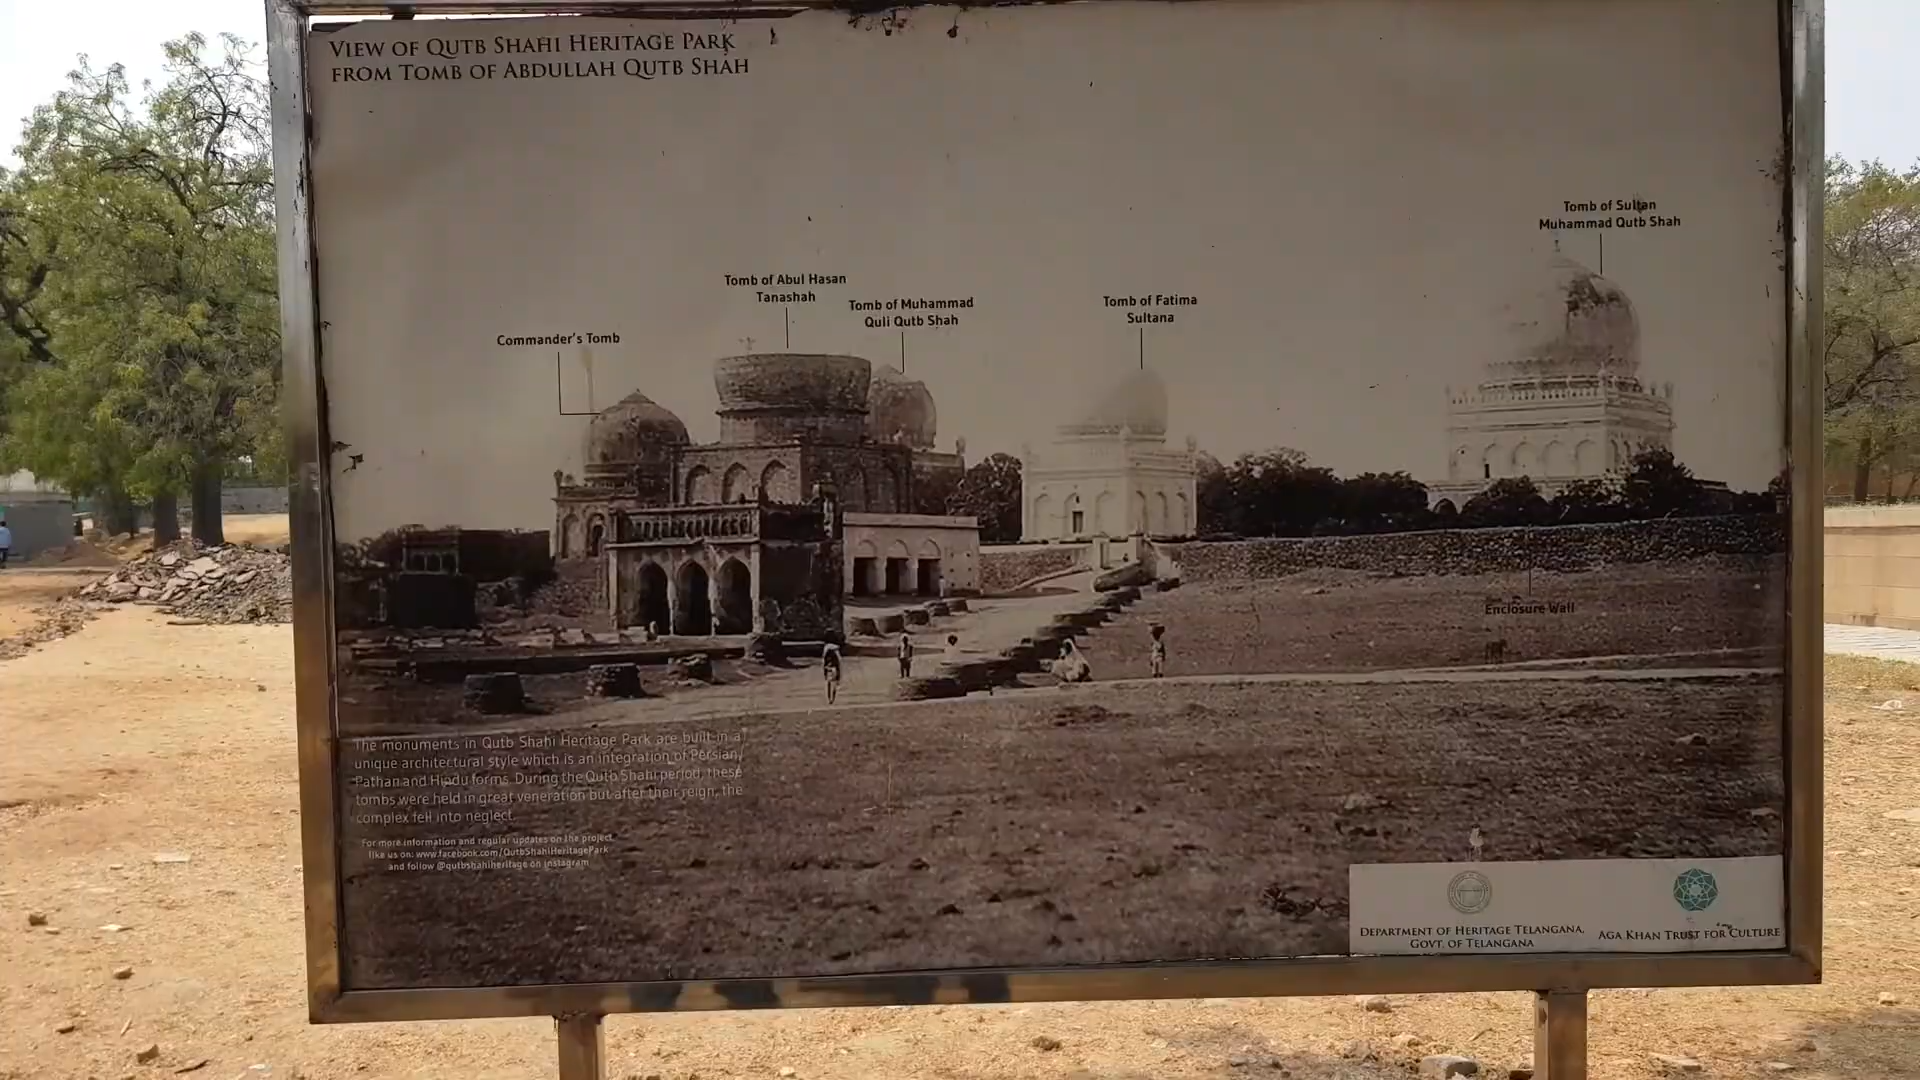 VIEW OF QUTB SHAHI HERITAGE PARK
FROM TOMB OF ABDULLAH QUTB SHAH
Tomb of Sultan
Muhammad Qutb Shah
Tomb of Abul Hasan
Tanashah
Tomb of Muhammad
Quli Qutb Shah
Tomb of Fatima
Sultana
Commander's Tomb
Enclosure Wall
The monuments in Qutb Shahi Heritage Park are built in a
unique architectural style which is an integration of Persian,
Pathan and Hindu forms. During the Qutb Shahi period, these
tombs were held in great veneration but after their reign, the
complex fell into neglect.
For more information and regular updates on the project
like us on: www.facebook.com/QutbShahiHeritagePark
and follow @qutbshahiheritage on instagram
DEPARTMENT OF HERITAGE TELANGANA,
GOVT. OF TELANGANA
AGA KHAN TRUST FOR CULTURE